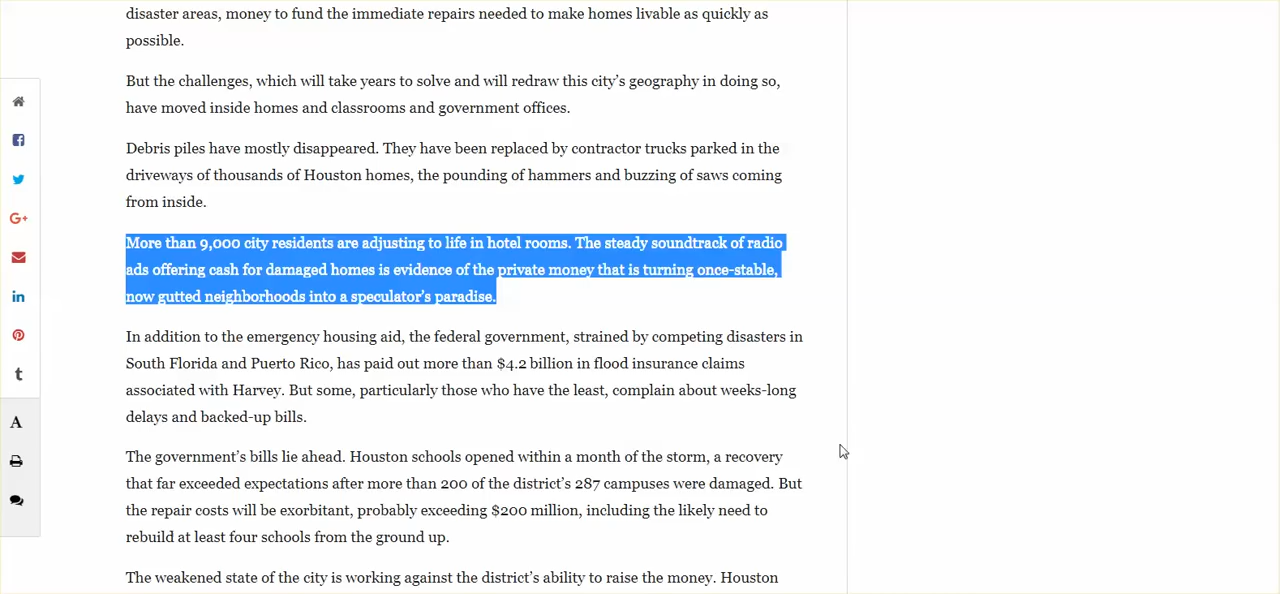 disaster areas, money to fund the immediate repairs needed to make homes livable as quickly as
possible.
But the challenges, which will take years to solve and will redraw this city's geography in doing so,
have moved inside homes and classrooms and government offices.
Debris piles have mostly disappeared. They have been replaced by contractor trucks parked in the
driveways of thousands of Houston homes, the pounding of hammers and buzzing of saws coming
from inside.
More than 9,000 city residents are adjusting to life in hotel rooms. The steady soundtrack of radio
ads offering cash for damaged homes is evidence of the private money that is turning once-stable,
now gutted neighborhoods into a speculator's paradise.
In addition to the emergency housing aid, the federal government, strained by competing disasters in
South Florida and Puerto Rico, has paid out more than $4.2 billion in flood insurance claims
associated with Harvey. But some, particularly those who have the least, complain about weeks-long
delays and backed-up bills.
The government's bills lie ahead. Houston schools opened within a month of the storm, a recovery
that far exceeded expectations after more than 200 of the district's 287 campuses were damaged. But
the repair costs will be exorbitant, probably exceeding $200 million, including the likely need to
rebuild at least four schools from the ground up.
The weakened state of the city is working against the district's ability to raise the money. Houston
G+
in
t
A